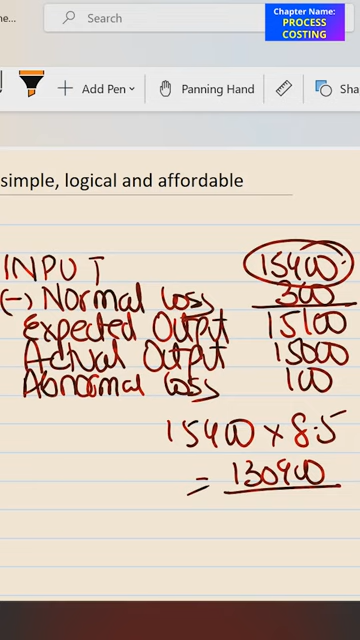 Search
Chapter Name:
PROCESS
COSTING
Add Pen
Panning Hand
Sha
simple, logical and affordable
INPUT 15400
(-) Normal Loss 300
Expected Output 15100
Actual Output 15000
Abnormal Loss 100
15400 x 8.5
= 130900